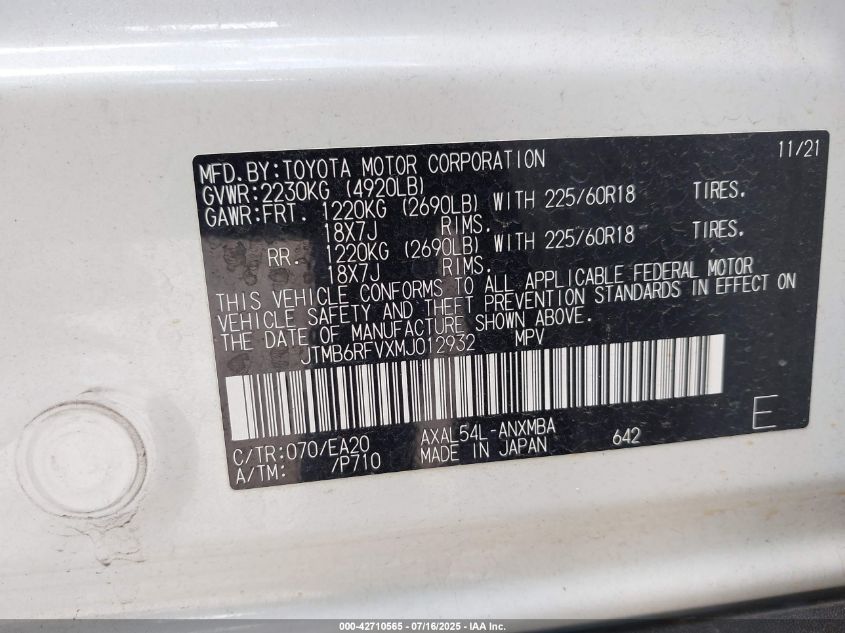 MFD.BY:TOYOTA MOTOR CORPORATION 11/21
GVWR:2230KG (4920LB)
GAWR:FRT. 1220KG (2690LB) WITH 225/60R18 TIRES.
18X7J RIMS.
RR. 1220KG (2690LB) WITH 225/60R18 TIRES.
18X7J RIMS.
THIS VEHICLE CONFORMS TO ALL APPLICABLE FEDERAL MOTOR
VEHICLE SAFETY AND THEFT PREVENTION STANDARDS IN EFFECT ON
THE DATE OF MANUFACTURE SHOWN ABOVE.
JTMB6RFVXMJ012932 MPV
C/TR:070/EA20 AXAL54L-ANXMBA 642 E
A/TM: /P710 MADE IN JAPAN
000-42710565 - 07/16/2025 - IAA Inc.